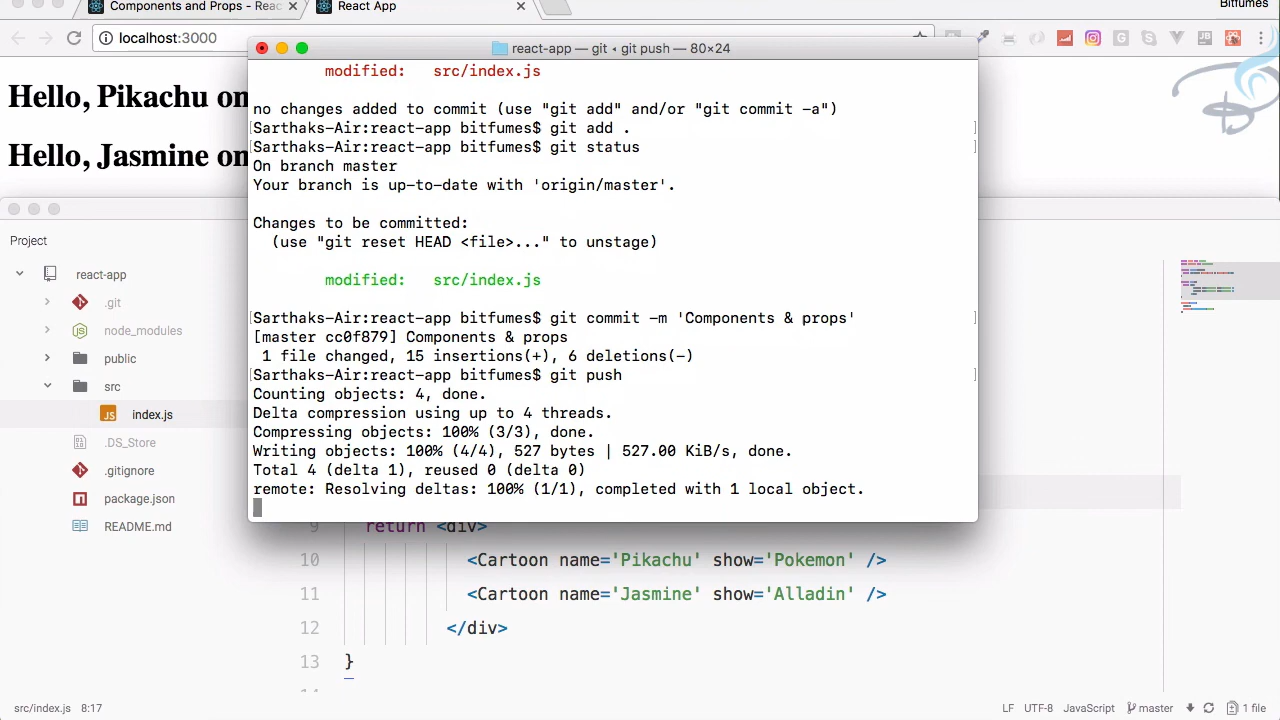 Components and Props - Reac
React App
Bitfumes
localhost:3000
react-app — git ‹ git push — 80×24
Hello, Pikachu on
Hello, Jasmine on
modified:   src/index.js
no changes added to commit (use "git add" and/or "git commit -a")
Sarthaks-Air:react-app bitfumes$ git add .
Sarthaks-Air:react-app bitfumes$ git status
On branch master
Your branch is up-to-date with 'origin/master'.
Changes to be committed:
(use "git reset HEAD <file>..." to unstage)
modified:   src/index.js
Sarthaks-Air:react-app bitfumes$ git commit -m 'Components & props'
[master cc0f879] Components & props
1 file changed, 15 insertions(+), 6 deletions(-)
Sarthaks-Air:react-app bitfumes$ git push
Counting objects: 4, done.
Delta compression using up to 4 threads.
Compressing objects: 100% (3/3), done.
Writing objects: 100% (4/4), 527 bytes | 527.00 KiB/s, done.
Total 4 (delta 1), reused 0 (delta 0)
remote: Resolving deltas: 100% (1/1), completed with 1 local object.
Project
react-app
.git
node_modules
public
src
index.js
.DS_Store
.gitignore
package.json
README.md
9 return <div>
10 <Cartoon name='Pikachu' show='Pokemon' />
11 <Cartoon name='Jasmine' show='Alladin' />
12 </div>
13 }
src/index.js 8:17
LF UTF-8 JavaScript master 1 file